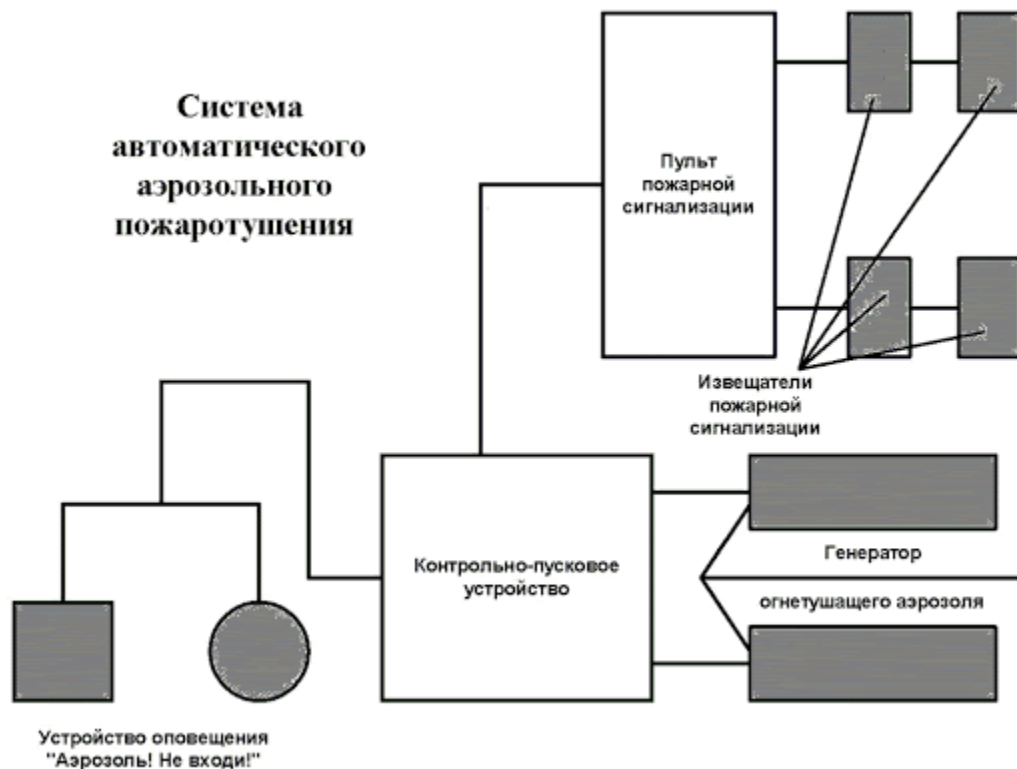 Система
автоматического
аэрозольного
пожаротушения
Пульт
пожарной
сигнализации
Извещатели
пожарной
сигнализации
Контрольно-пусковое
устройство
Генератор
огнетушащего аэрозоля
Устройство оповещения
"Аэрозоль! Не входи!"